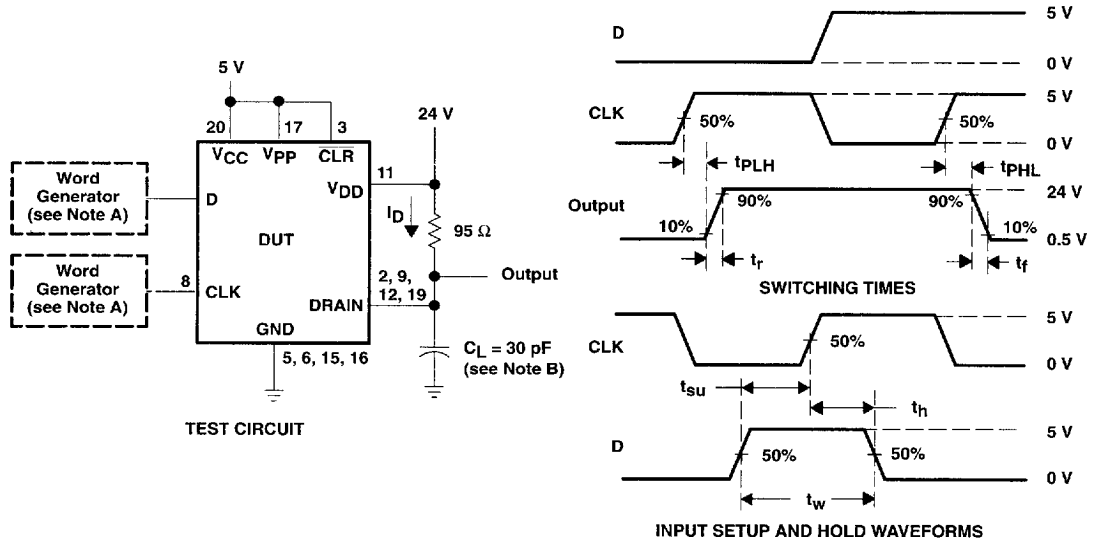 5 V
20
17
3
VCC
VPP
CLR
24 V
11
VDD
ID
95 Ω
Word
Generator
(see Note A)
D
DUT
Output
Word
Generator
(see Note A)
8
CLK
2, 9,
12, 19
DRAIN
GND
5, 6, 15, 16
CL = 30 pF
(see Note B)
TEST CIRCUIT
D
5 V
0 V
CLK
50%
50%
5 V
0 V
tPLH
tPHL
Output
10%
90%
90%
10%
24 V
0.5 V
tr
tf
SWITCHING TIMES
CLK
50%
5 V
0 V
tsu
th
D
50%
50%
5 V
0 V
tw
INPUT SETUP AND HOLD WAVEFORMS